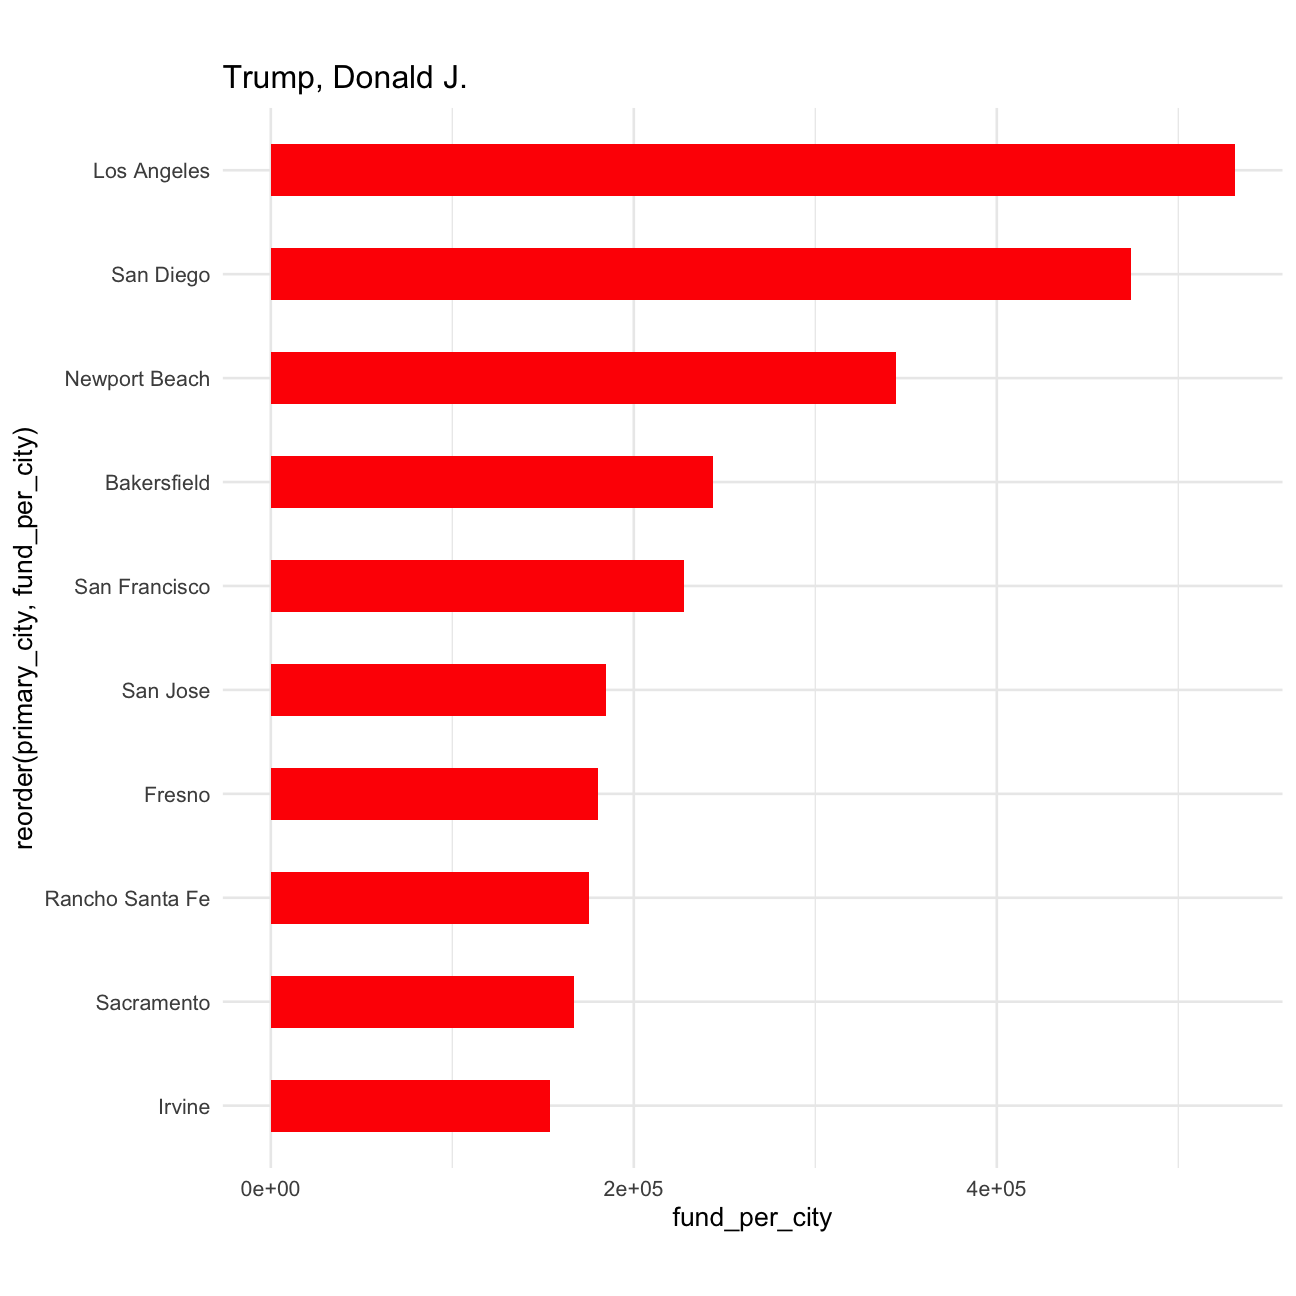 Trump, Donald J.
Los Angeles
San Diego
Newport Beach
Bakersfield
San Francisco
San Jose
Fresno
Rancho Santa Fe
Sacramento
Irvine
reorder(primary_city, fund_per_city)
0e+00 2e+05 4e+05
fund_per_city